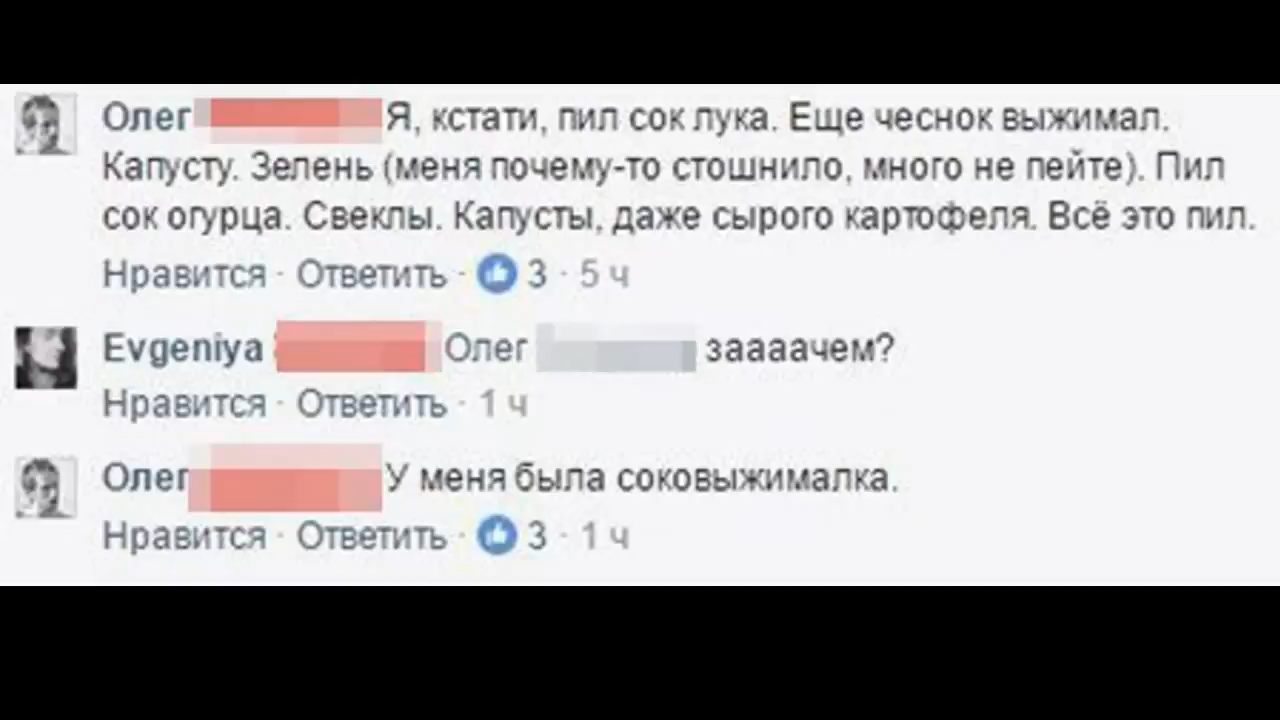 Олег Я, кстати, пил сок лука. Еще чеснок выжимал.
Капусту. Зелень (меня почему-то стошнило, много не пейте). Пил
сок огурца. Свеклы. Капусты, даже сырого картофеля. Всё это пил.
Нравится · Ответить · 3 · 5 ч
Evgeniya Олег заааачем?
Нравится · Ответить · 1 ч
Олег У меня была соковыжималка.
Нравится · Ответить · 3 · 1 ч